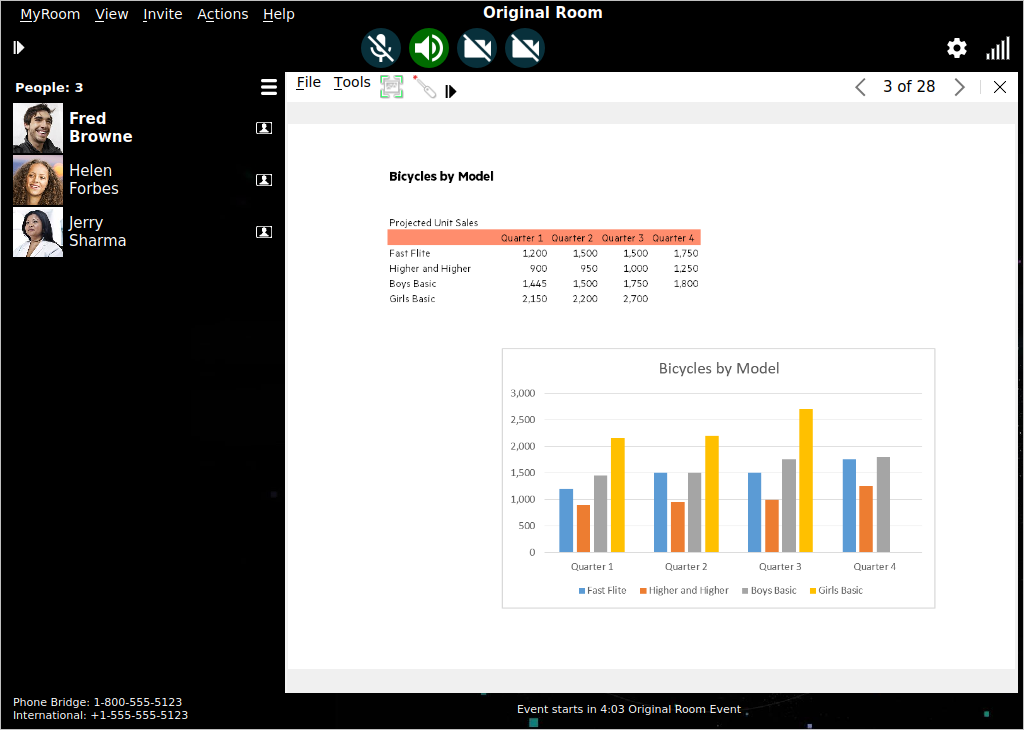 MyRoom View Invite Actions Help
Original Room
People: 3
Fred
Browne
Helen
Forbes
Jerry
Sharma
File Tools
3 of 28
Bicycles by Model
Projected Unit Sales
Quarter 1 Quarter 2 Quarter 3 Quarter 4
Fast Flite 1,200 1,500 1,500 1,750
Higher and Higher 900 950 1,000 1,250
Boys Basic 1,445 1,500 1,750 1,800
Girls Basic 2,150 2,200 2,700
Bicycles by Model
3,000
2,500
2,000
1,500
1,000
500
0
Quarter 1 Quarter 2 Quarter 3 Quarter 4
Fast Flite Higher and Higher Boys Basic Girls Basic
Phone Bridge: 1-800-555-5123
International: +1-555-555-5123
Event starts in 4:03 Original Room Event